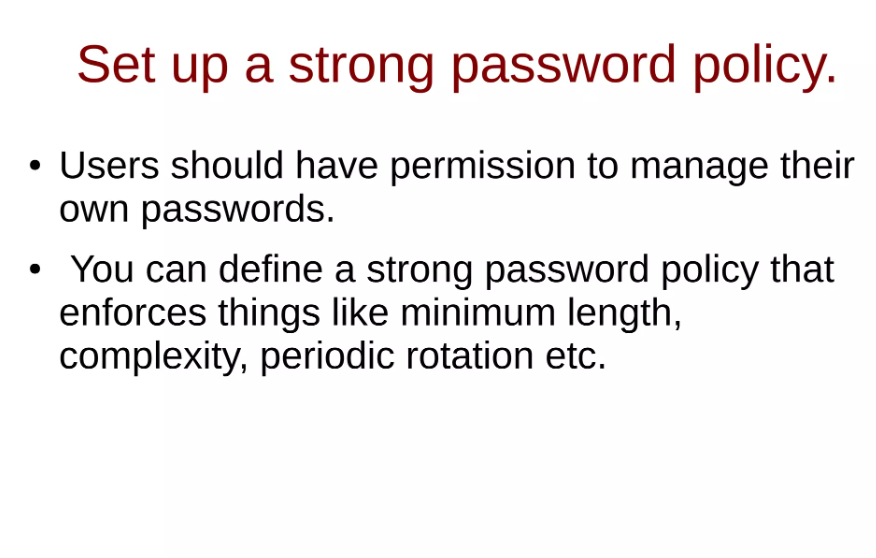 Set up a strong password policy.
• Users should have permission to manage their
own passwords.
• You can define a strong password policy that
enforces things like minimum length,
complexity, periodic rotation etc.